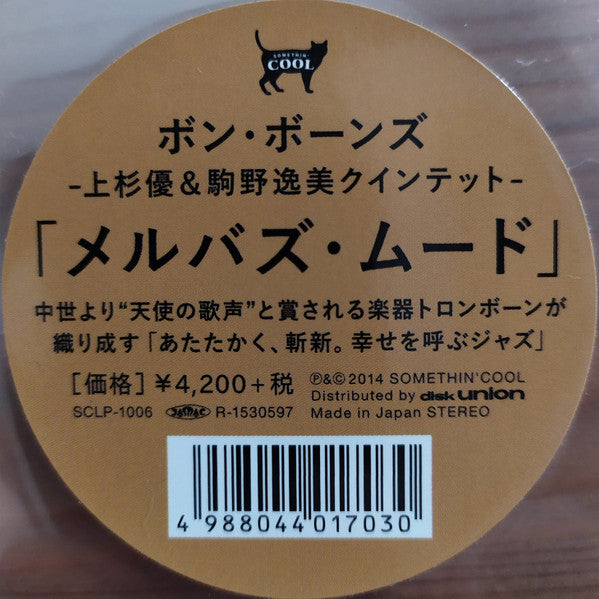 SOMETHIN'
COOL
ボン・ボーンズ
-上杉優&駒野逸美クインテット-
「メルバズ・ムード」
中世より“天使の歌声”と賞される楽器トロンボーンが
織り成す「あたたかく、斬新。幸せを呼ぶジャズ」
[価格] ¥4,200+税
SCLP-1006 JASRAC R-1530597
℗&©2014 SOMETHIN'COOL
Distributed by disk union
Made in Japan STEREO
4 988044 017030